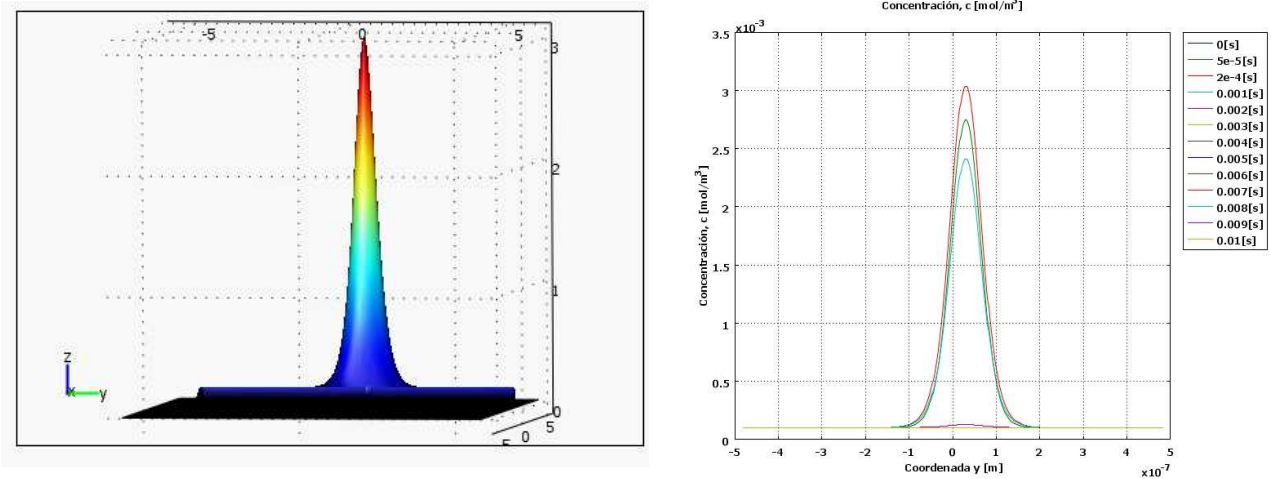 -5
0
5
3
2
1
0
5
0
5
z
x
y
Concentración, c [mol/m³]
x10⁻³
3.5
3
2.5
2
1.5
1
0.5
0
Concentración, c [mol/m³]
-5 -4 -3 -2 -1 0 1 2 3 4 5
Coordenada y [m]
x10⁻⁷
0[s]
5e-5[s]
2e-4[s]
0.001[s]
0.002[s]
0.003[s]
0.004[s]
0.005[s]
0.006[s]
0.007[s]
0.008[s]
0.009[s]
0.01[s]